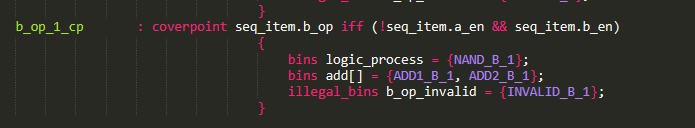 }
b_op_1_cp : coverpoint seq_item.b_op iff (!seq_item.a_en && seq_item.b_en)
{
bins logic_process = {NAND_B_1};
bins add[] = {ADD1_B_1, ADD2_B_1};
illegal_bins b_op_invalid = {INVALID_B_1};
}